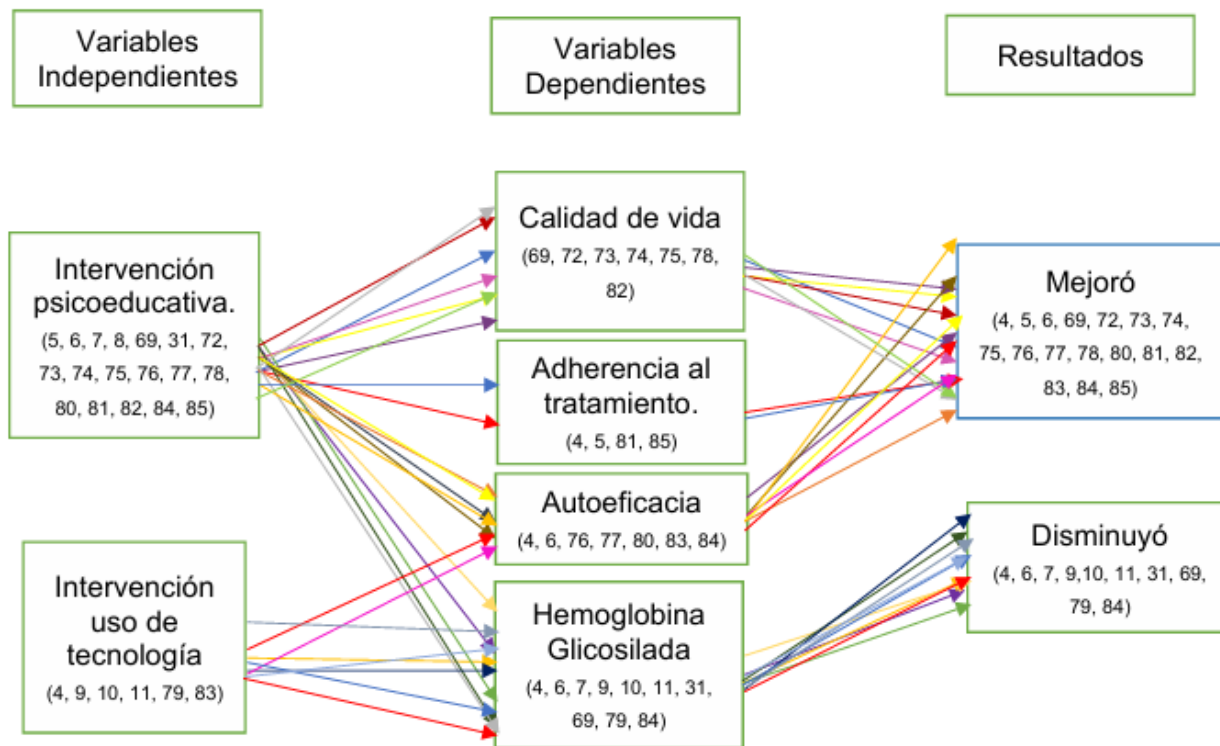 Variables
Independientes
Variables
Dependientes
Resultados
Intervención
psicoeducativa.
(5, 6, 7, 8, 69, 31, 72,
73, 74, 75, 76, 77, 78,
80, 81, 82, 84, 85)
Intervención
uso de
tecnología
(4, 9, 10, 11, 79, 83)
Calidad de vida
(69, 72, 73, 74, 75, 78,
82)
Adherencia al
tratamiento.
(4, 5, 81, 85)
Autoeficacia
(4, 6, 76, 77, 80, 83, 84)
Hemoglobina
Glicosilada
(4, 6, 7, 9, 10, 11, 31,
69, 79, 84)
Mejoró
(4, 5, 6, 69, 72, 73, 74,
75, 76, 77, 78, 80, 81, 82,
83, 84, 85)
Disminuyó
(4, 6, 7, 9,10, 11, 31, 69,
79, 84)